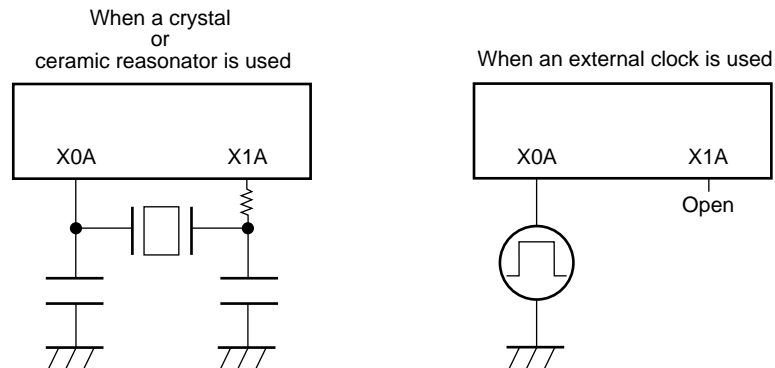 When a crystal
or
ceramic reasonator is used
X0A
X1A
When an external clock is used
X0A
X1A
Open